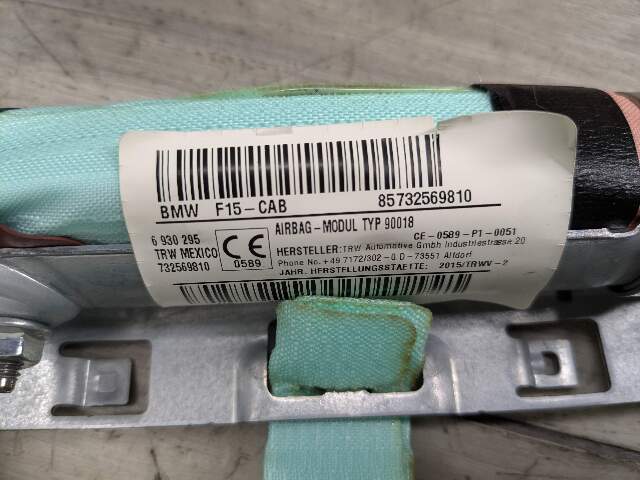 BMW F15-CAB 85732569810
AIRBAG-MODUL TYP 90018 CE-0589-P1-0051
6 930 295
TRW MEXICO
732569810
CE
0589
HERSTELLER: TRW Automotive GmbH Industriestrasse 20
Phone No. +49 7172/302-0 D-73551 Alfdorf
JAHR. HERSTELLUNGSSTAETTE: 2015/TRWV-2